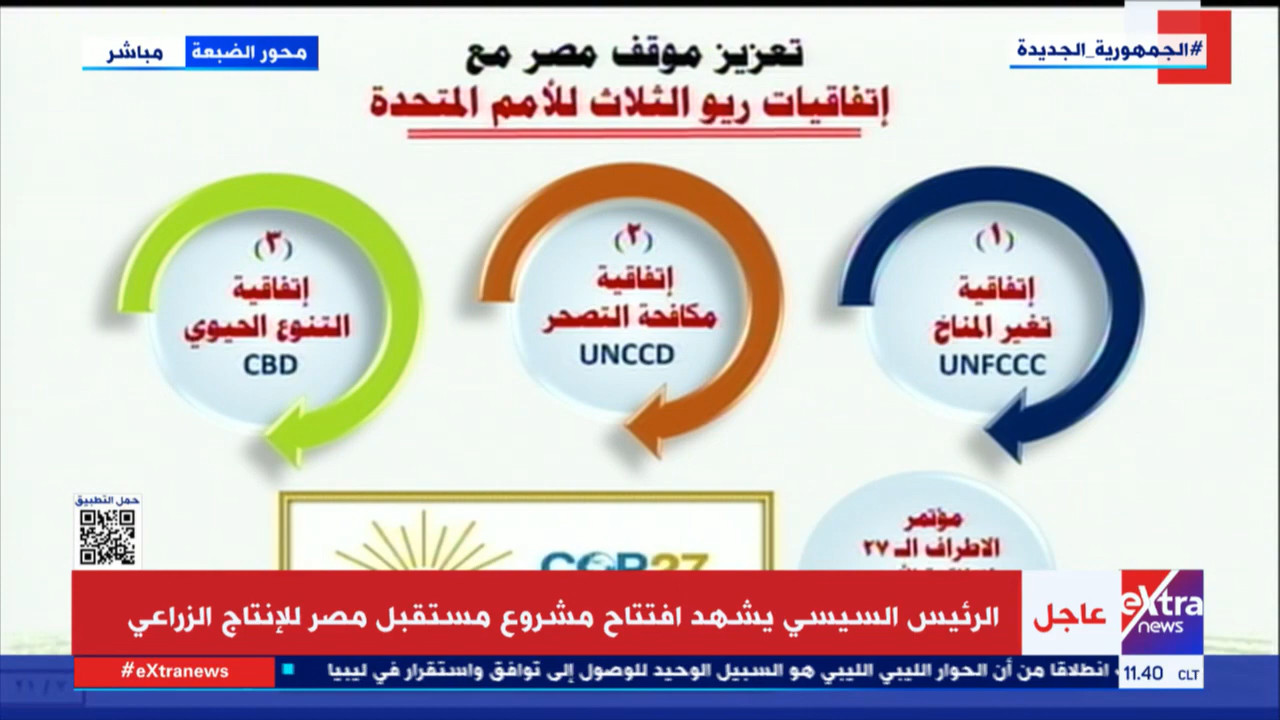 #الجمهورية_الجديدة
محور الضبعة
مباشر
تعزيز موقف مصر مع
إتفاقيات ريو الثلاث للأمم المتحدة
(١)
إتفاقية
تغير المناخ
UNFCCC
(٢)
إتفاقية
مكافحة التصحر
UNCCD
(٣)
إتفاقية
التنوع الحيوي
CBD
مؤتمر
الاطراف الـ ٢٧
COP27
حمل التطبيق
عاجل
الرئيس السيسي يشهد افتتاح مشروع مستقبل مصر للإنتاج الزراعي
eXtra
news
انطلاقا من أن الحوار الليبي الليبي هو السبيل الوحيد للوصول إلى توافق واستقرار في ليبيا
#eXtranews
11.40 CLT